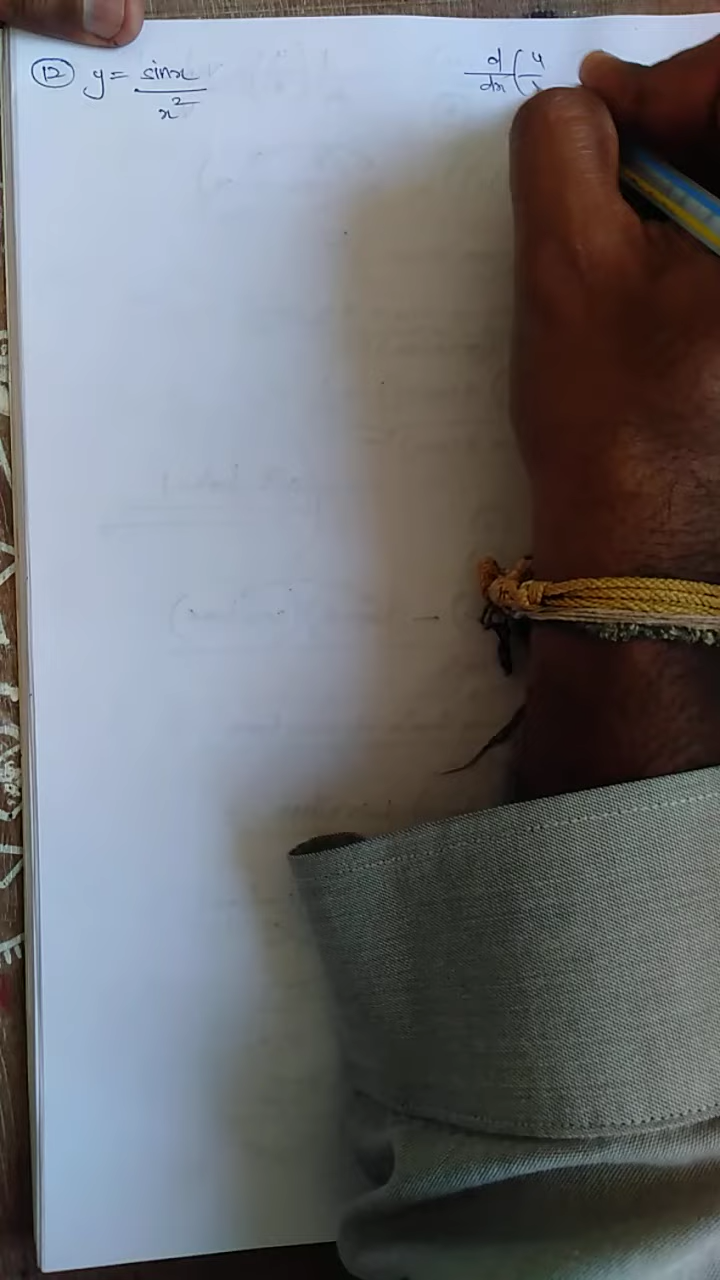 (12) y = sinx / x²
d/dx (u/